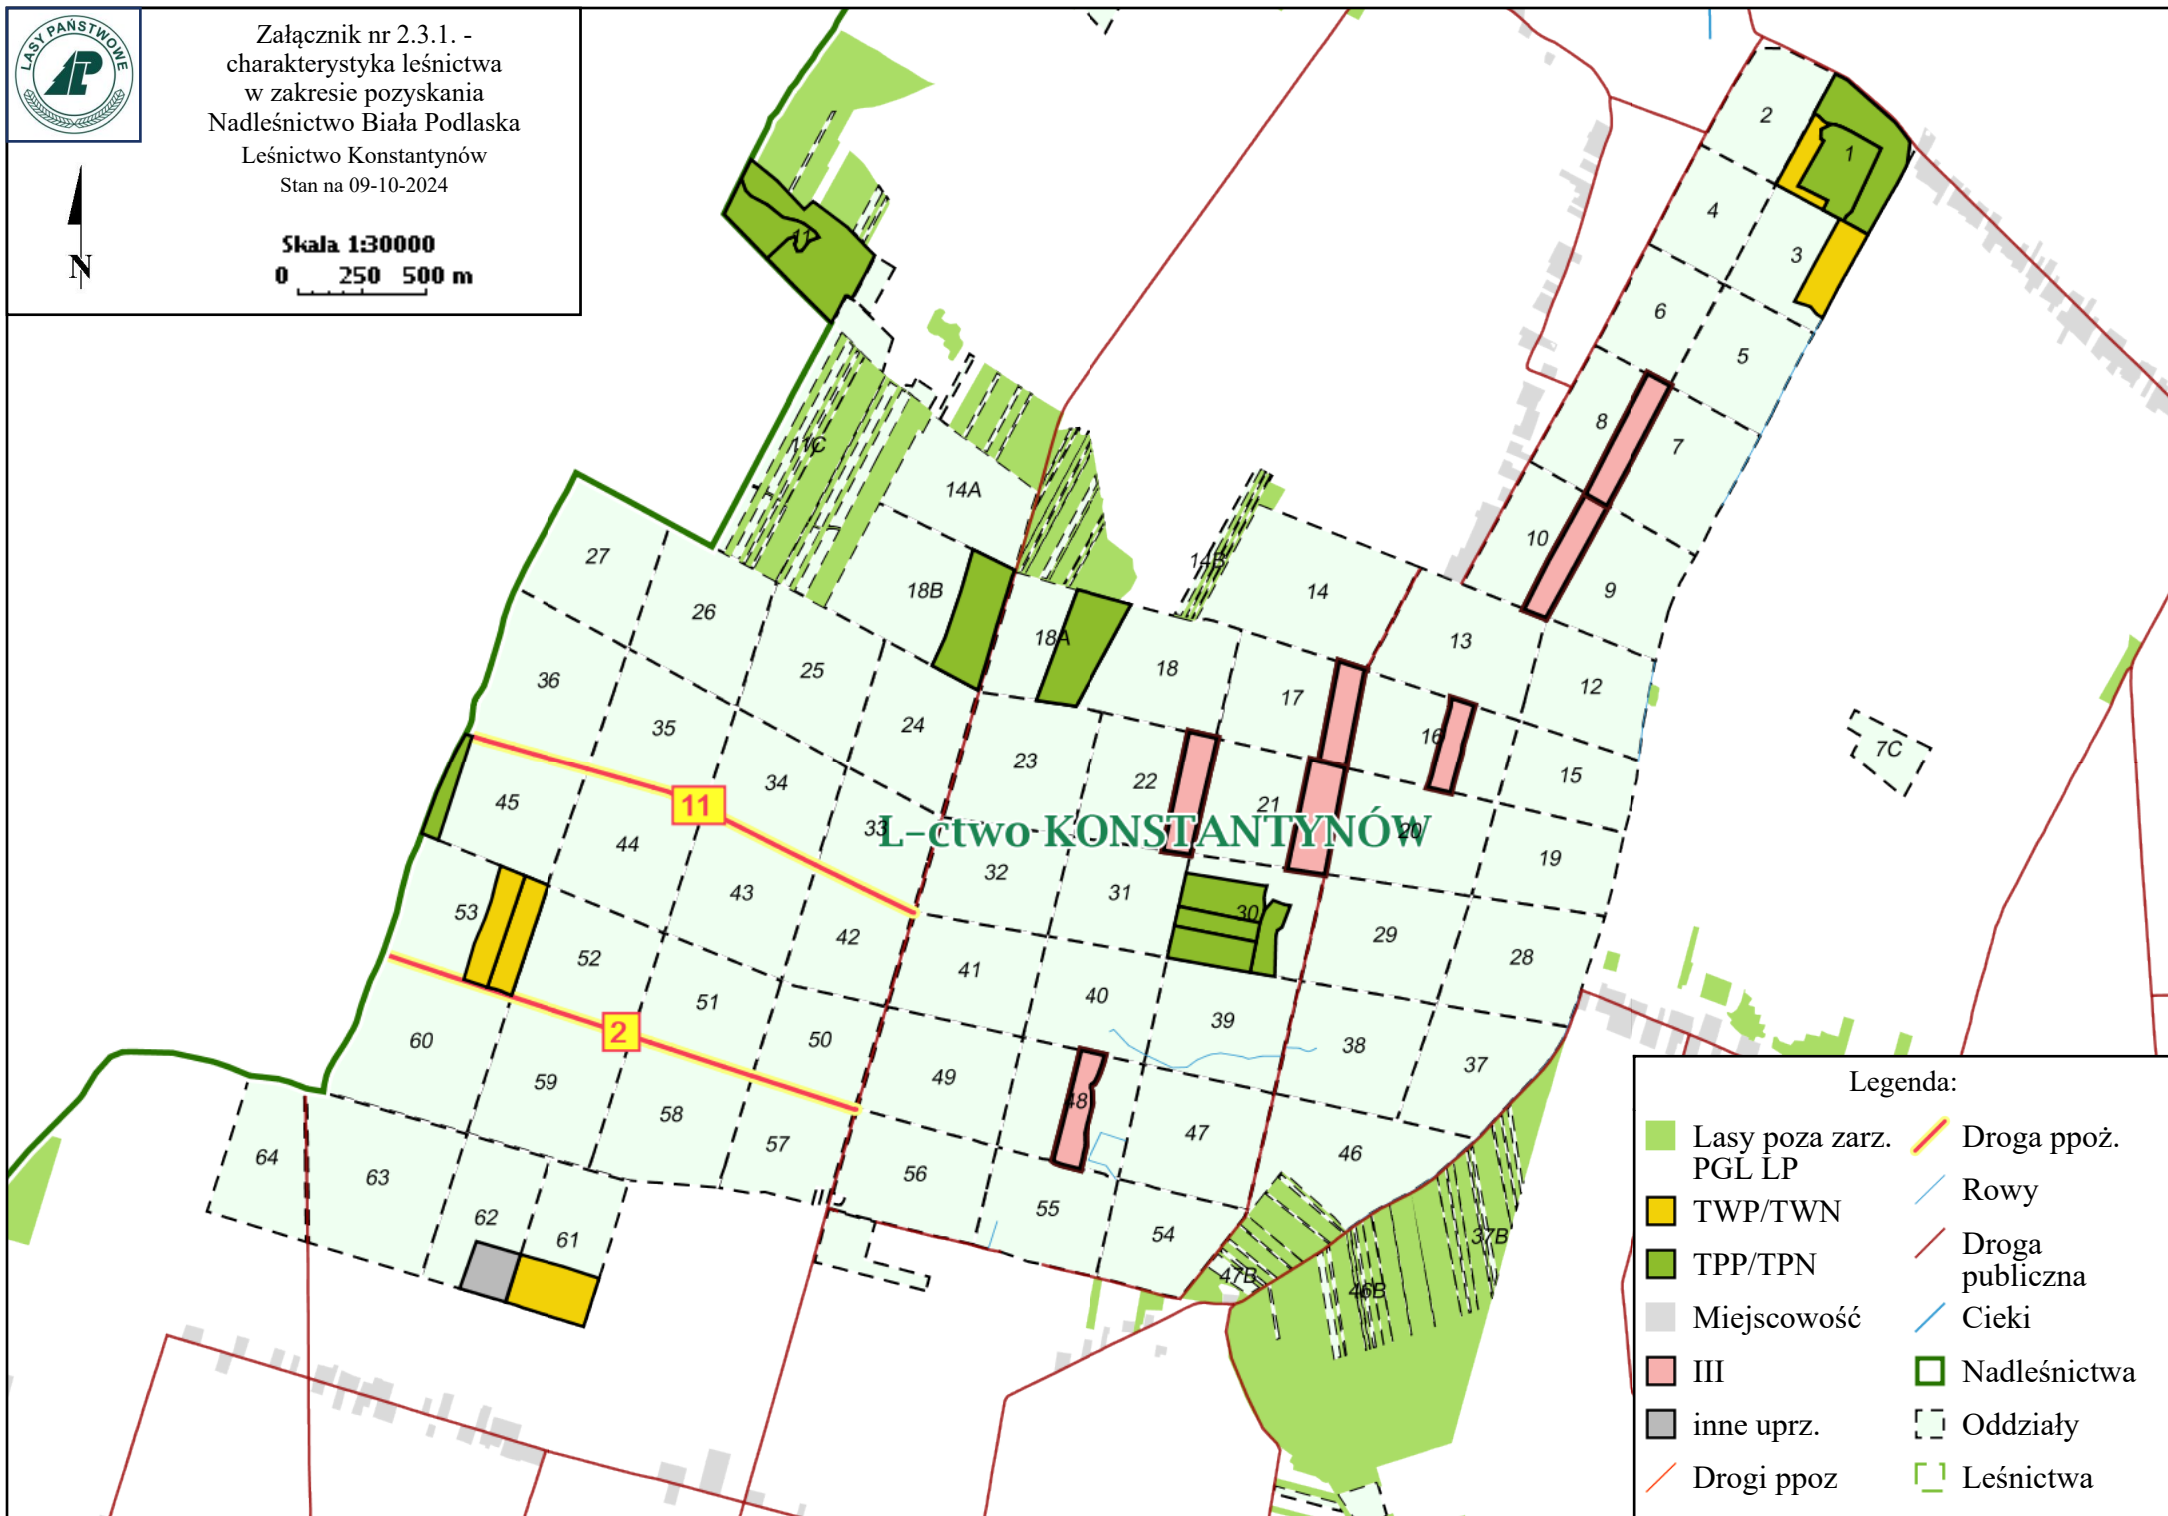 LASY PAŃSTWOWE
LP
Załącznik nr 2.3.1. -
charakterystyka leśnictwa
w zakresie pozyskania
Nadleśnictwo Biała Podlaska
Leśnictwo Konstantynów
Stan na 09-10-2024
N
Skala 1:30000
0 250 500 m
2
1
4
3
6
5
8
7
10
9
11
11C
14A
14B
14
13
12
18B
18A
18
17
16
15
7C
27
26
25
24
23
22
21
20
19
36
35
34
33
32
31
30
29
28
L-ctwo KONSTANTYNÓW
11
45
44
43
42
41
40
39
38
37
53
52
51
50
49
48
47
46
2
60
59
58
57
56
55
54
64
63
62
61
47B
46B
37B
Legenda:
Lasy poza zarz.
PGL LP
TWP/TWN
TPP/TPN
Miejscowość
III
inne uprz.
Drogi ppoz
Droga ppoż.
Rowy
Droga
publiczna
Cieki
Nadleśnictwa
Oddziały
Leśnictwa